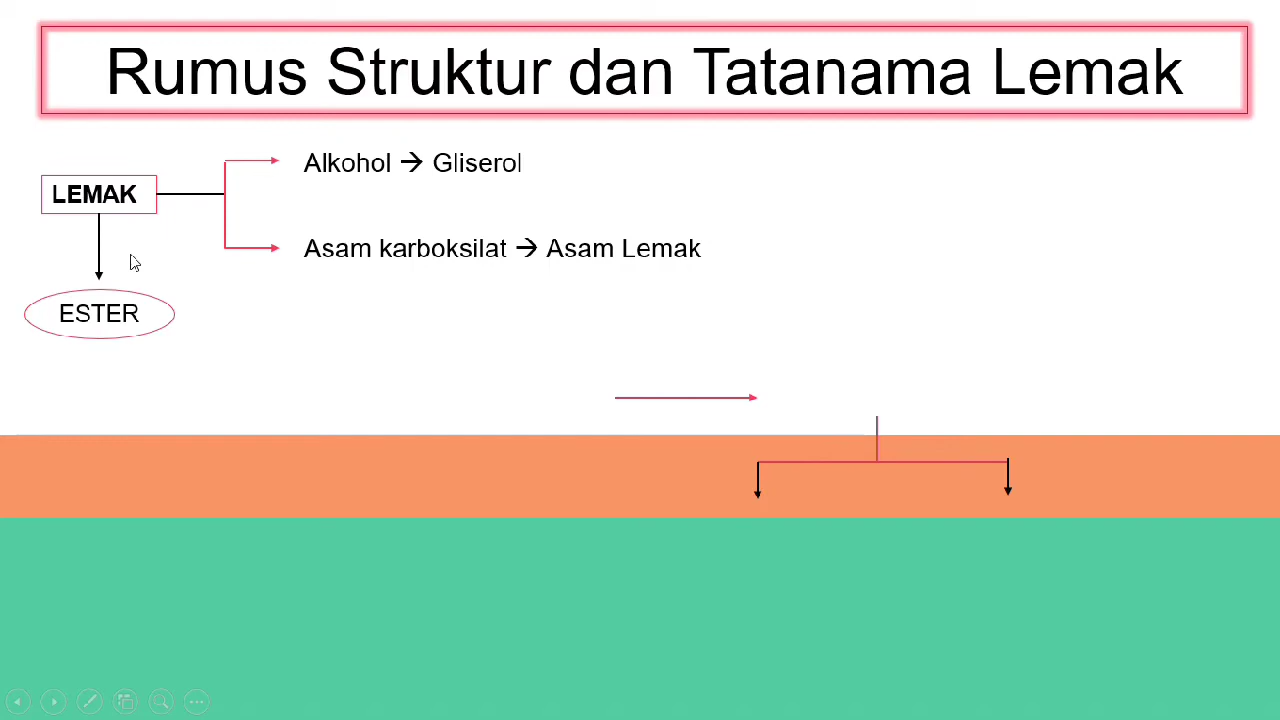 Rumus Struktur dan Tatanama Lemak
Alkohol → Gliserol
LEMAK
Asam karboksilat → Asam Lemak
ESTER